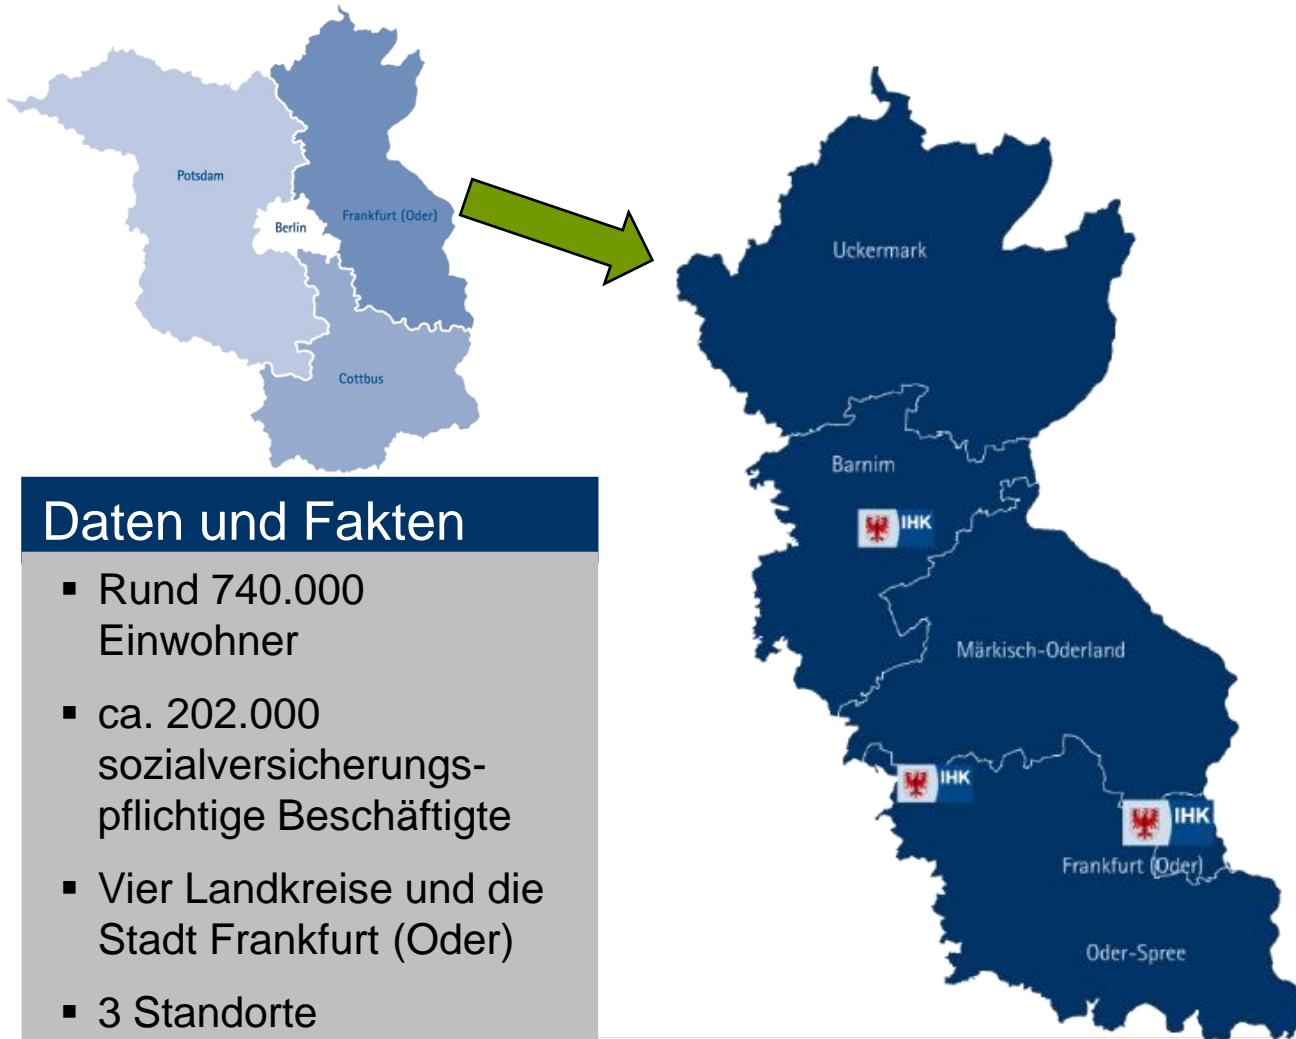 Potsdam
Berlin
Frankfurt (Oder)
Cottbus
Uckermark
Barnim
IHK
Märkisch-Oderland
IHK
IHK
Frankfurt (Oder)
Oder-Spree
Daten und Fakten
▪ Rund 740.000
Einwohner
▪ ca. 202.000
sozialversicherungs-
pflichtige Beschäftigte
▪ Vier Landkreise und die
Stadt Frankfurt (Oder)
▪ 3 Standorte